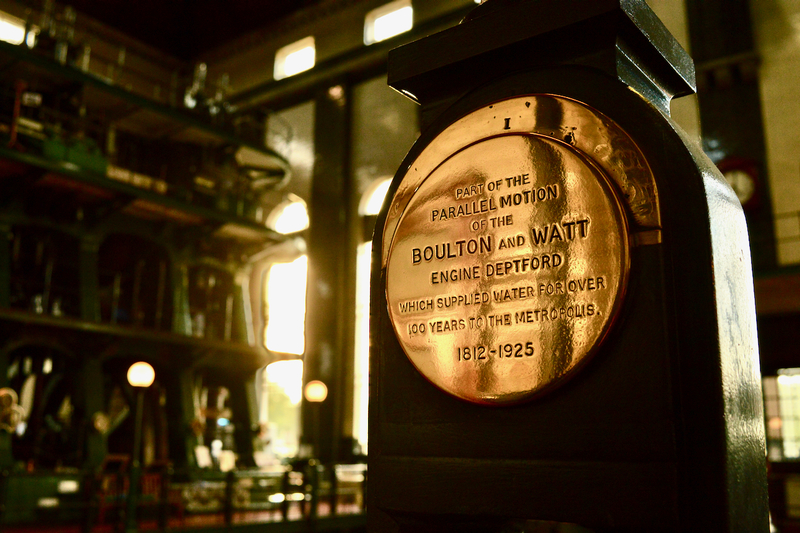 I
PART OF THE
PARALLEL MOTION
OF THE
BOULTON AND WATT
ENGINE DEPTFORD
WHICH SUPPLIED WATER FOR OVER
100 YEARS TO THE METROPOLIS.
1812-1925